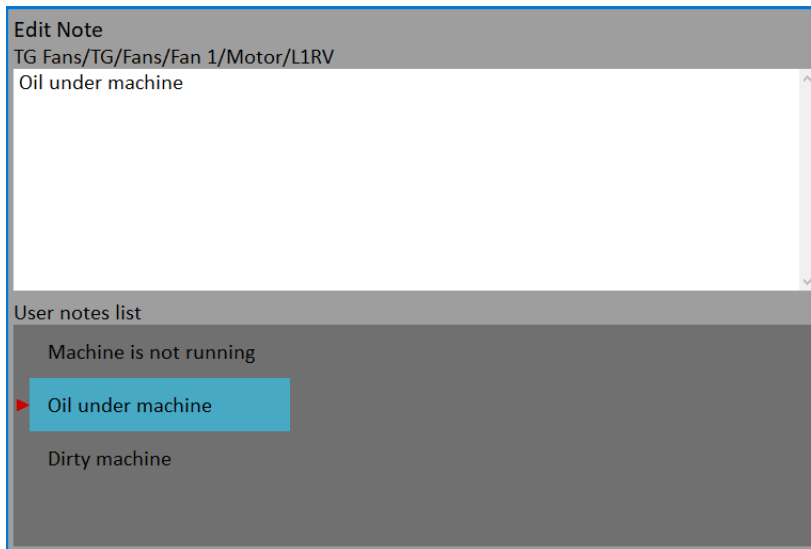 Edit Note
TG Fans/TG/Fans/Fan 1/Motor/L1RV
Oil under machine
User notes list
Machine is not running
Oil under machine
Dirty machine